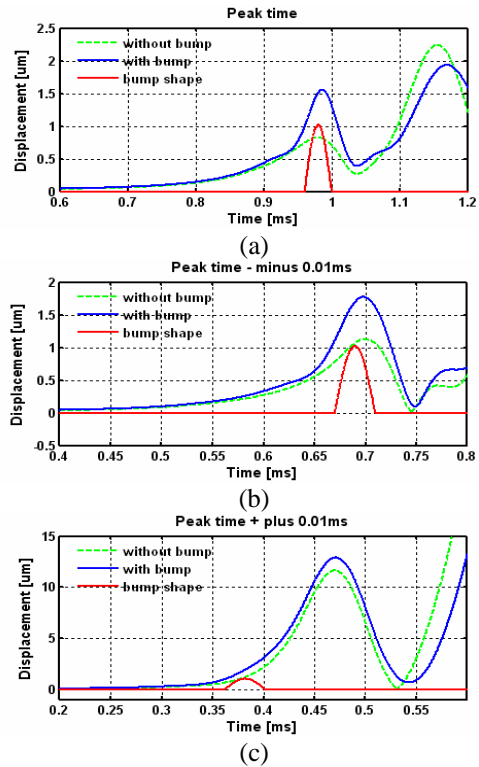 Peak time
without bump
with bump
bump shape
Displacement [um]
2.5
2
1.5
1
0.5
0
0.6 0.7 0.8 0.9 1 1.1 1.2
Time [ms]
(a)
Peak time - minus 0.01ms
without bump
with bump
bump shape
Displacement [um]
2
1.5
1
0.5
0
-0.5
0.4 0.45 0.5 0.55 0.6 0.65 0.7 0.75 0.8
Time [ms]
(b)
Peak time + plus 0.01ms
without bump
with bump
bump shape
Displacement [um]
15
10
5
0
0.2 0.25 0.3 0.35 0.4 0.47 0.5 0.55
Time [ms]
(c)